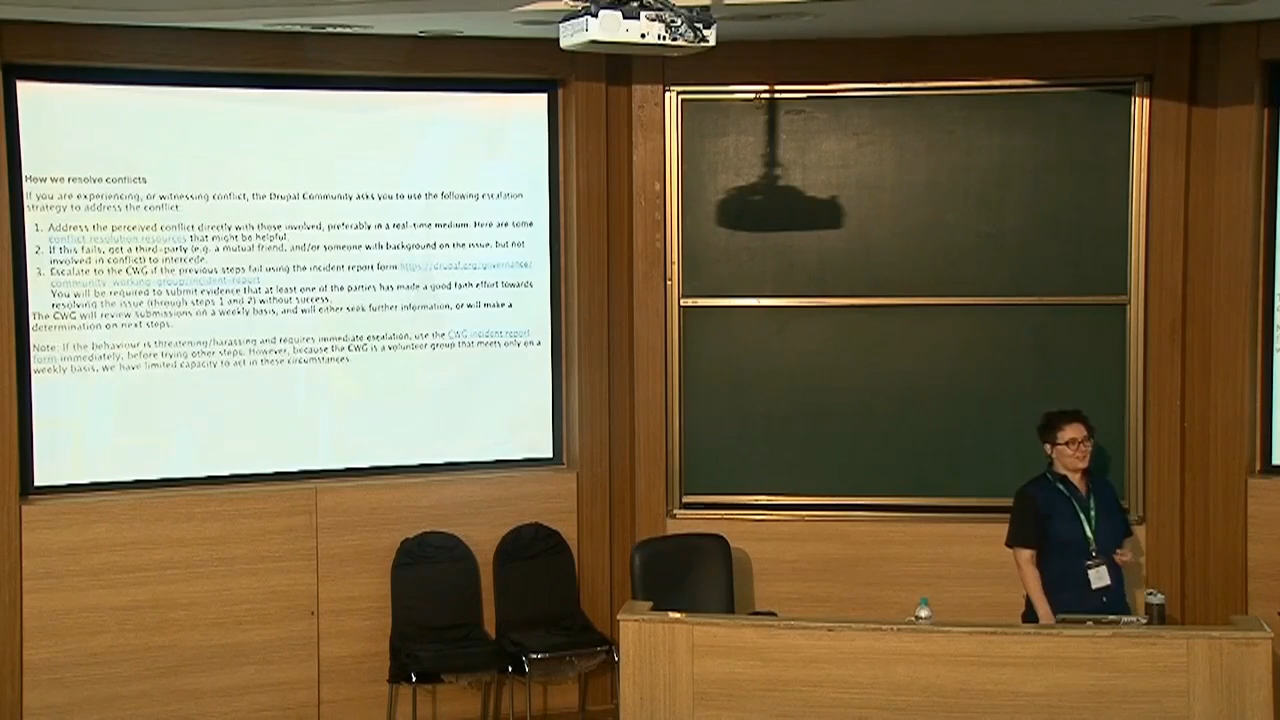 How we resolve conflicts
If you are experiencing, or witnessing conflict, the Drupal Community asks you to use the following escalation
strategy to address the conflict:
1. Address the perceived conflict directly with those involved, preferably in a real-time medium. Here are some
conflict resolution resources that might be helpful.
2. If this fails, get a third-party (e.g. a mutual friend, and/or someone with background on the issue, but not
involved in conflict) to intercede.
3. Escalate to the CWG if the previous steps fail using the incident report form https://drupal.org/governance/
community-working-group/incident-report
You will be required to submit evidence that at least one of the parties has made a good faith effort towards
resolving the issue (through steps 1 and 2) without success.
The CWG will review submissions on a weekly basis, and will either seek further information, or will make a
determination on next steps.
Note: If the behaviour is threatening/harassing and requires immediate escalation, use the CWG incident report
form immediately, before trying other steps. However, because the CWG is a volunteer group that meets only on a
weekly basis, we have limited capacity to act in these circumstances.